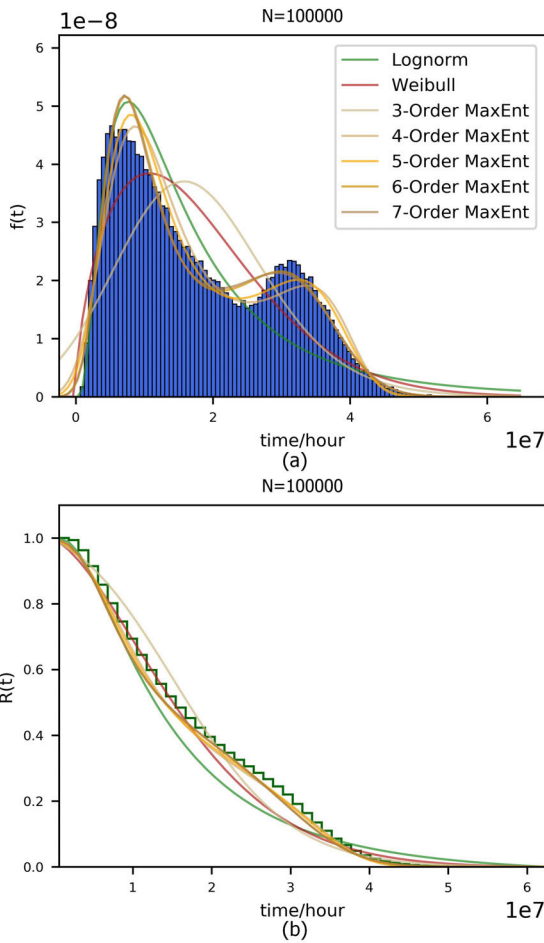 N=100000
1e−8
6
5
4
3
2
1
0
f(t)
Lognorm
Weibull
3-Order MaxEnt
4-Order MaxEnt
5-Order MaxEnt
6-Order MaxEnt
7-Order MaxEnt
0 2 4 6
time/hour 1e7
(a)
N=100000
1.0
0.8
0.6
0.4
0.2
0.0
R(t)
1 2 3 4 5 6
time/hour 1e7
(b)